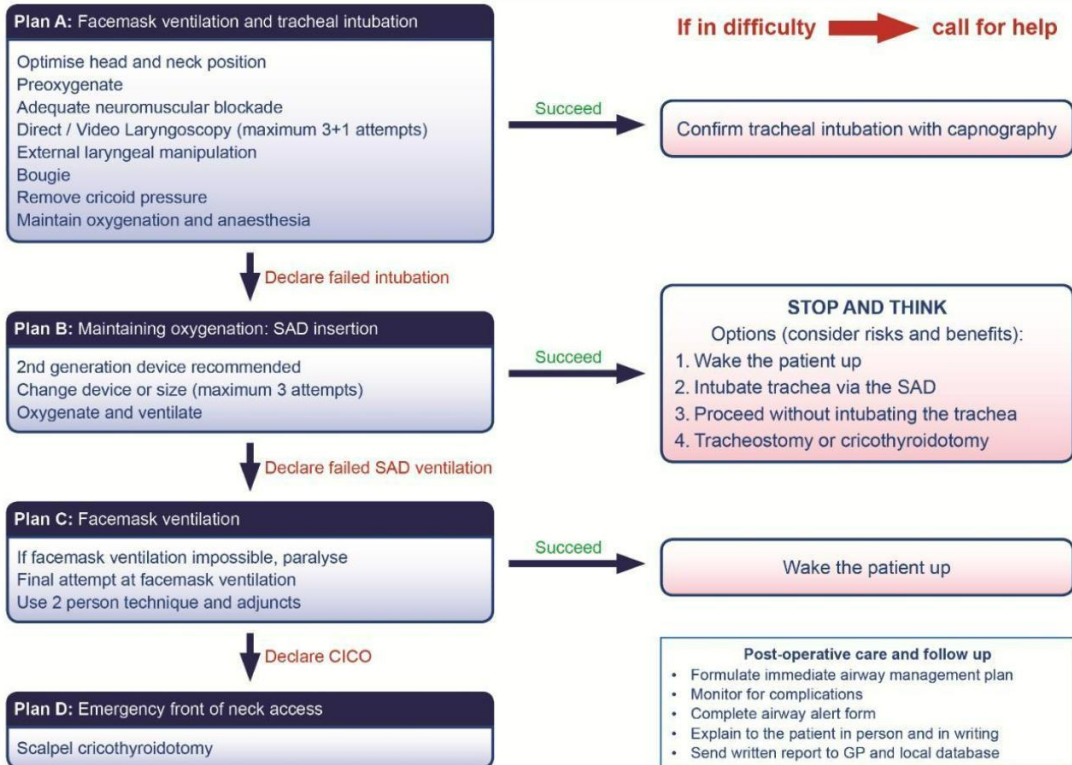 Plan A: Facemask ventilation and tracheal intubation
Optimise head and neck position
Preoxygenate
Adequate neuromuscular blockade
Direct / Video Laryngoscopy (maximum 3+1 attempts)
External laryngeal manipulation
Bougie
Remove cricoid pressure
Maintain oxygenation and anaesthesia
If in difficulty
call for help
Succeed
Confirm tracheal intubation with capnography
Declare failed intubation
Plan B: Maintaining oxygenation: SAD insertion
2nd generation device recommended
Change device or size (maximum 3 attempts)
Oxygenate and ventilate
Succeed
STOP AND THINK
Options (consider risks and benefits):
1. Wake the patient up
2. Intubate trachea via the SAD
3. Proceed without intubating the trachea
4. Tracheostomy or cricothyroidotomy
Declare failed SAD ventilation
Plan C: Facemask ventilation
If facemask ventilation impossible, paralyse
Final attempt at facemask ventilation
Use 2 person technique and adjuncts
Succeed
Wake the patient up
Declare CICO
Plan D: Emergency front of neck access
Scalpel cricothyroidotomy
Post-operative care and follow up
• Formulate immediate airway management plan
• Monitor for complications
• Complete airway alert form
• Explain to the patient in person and in writing
• Send written report to GP and local database